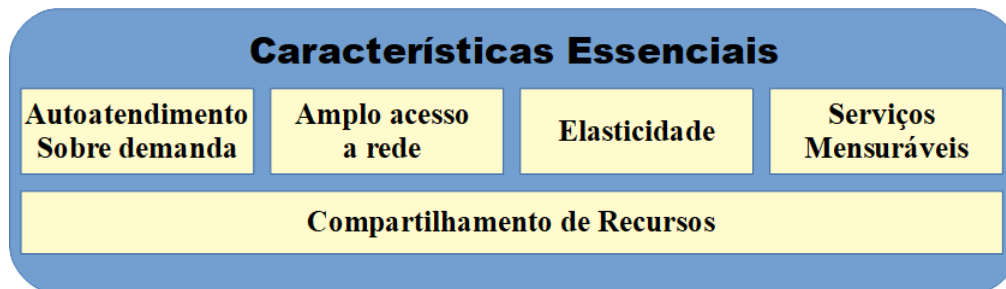 Características Essenciais
Autoatendimento
Sobre demanda
Amplo acesso
a rede
Elasticidade
Serviços
Mensuráveis
Compartilhamento de Recursos